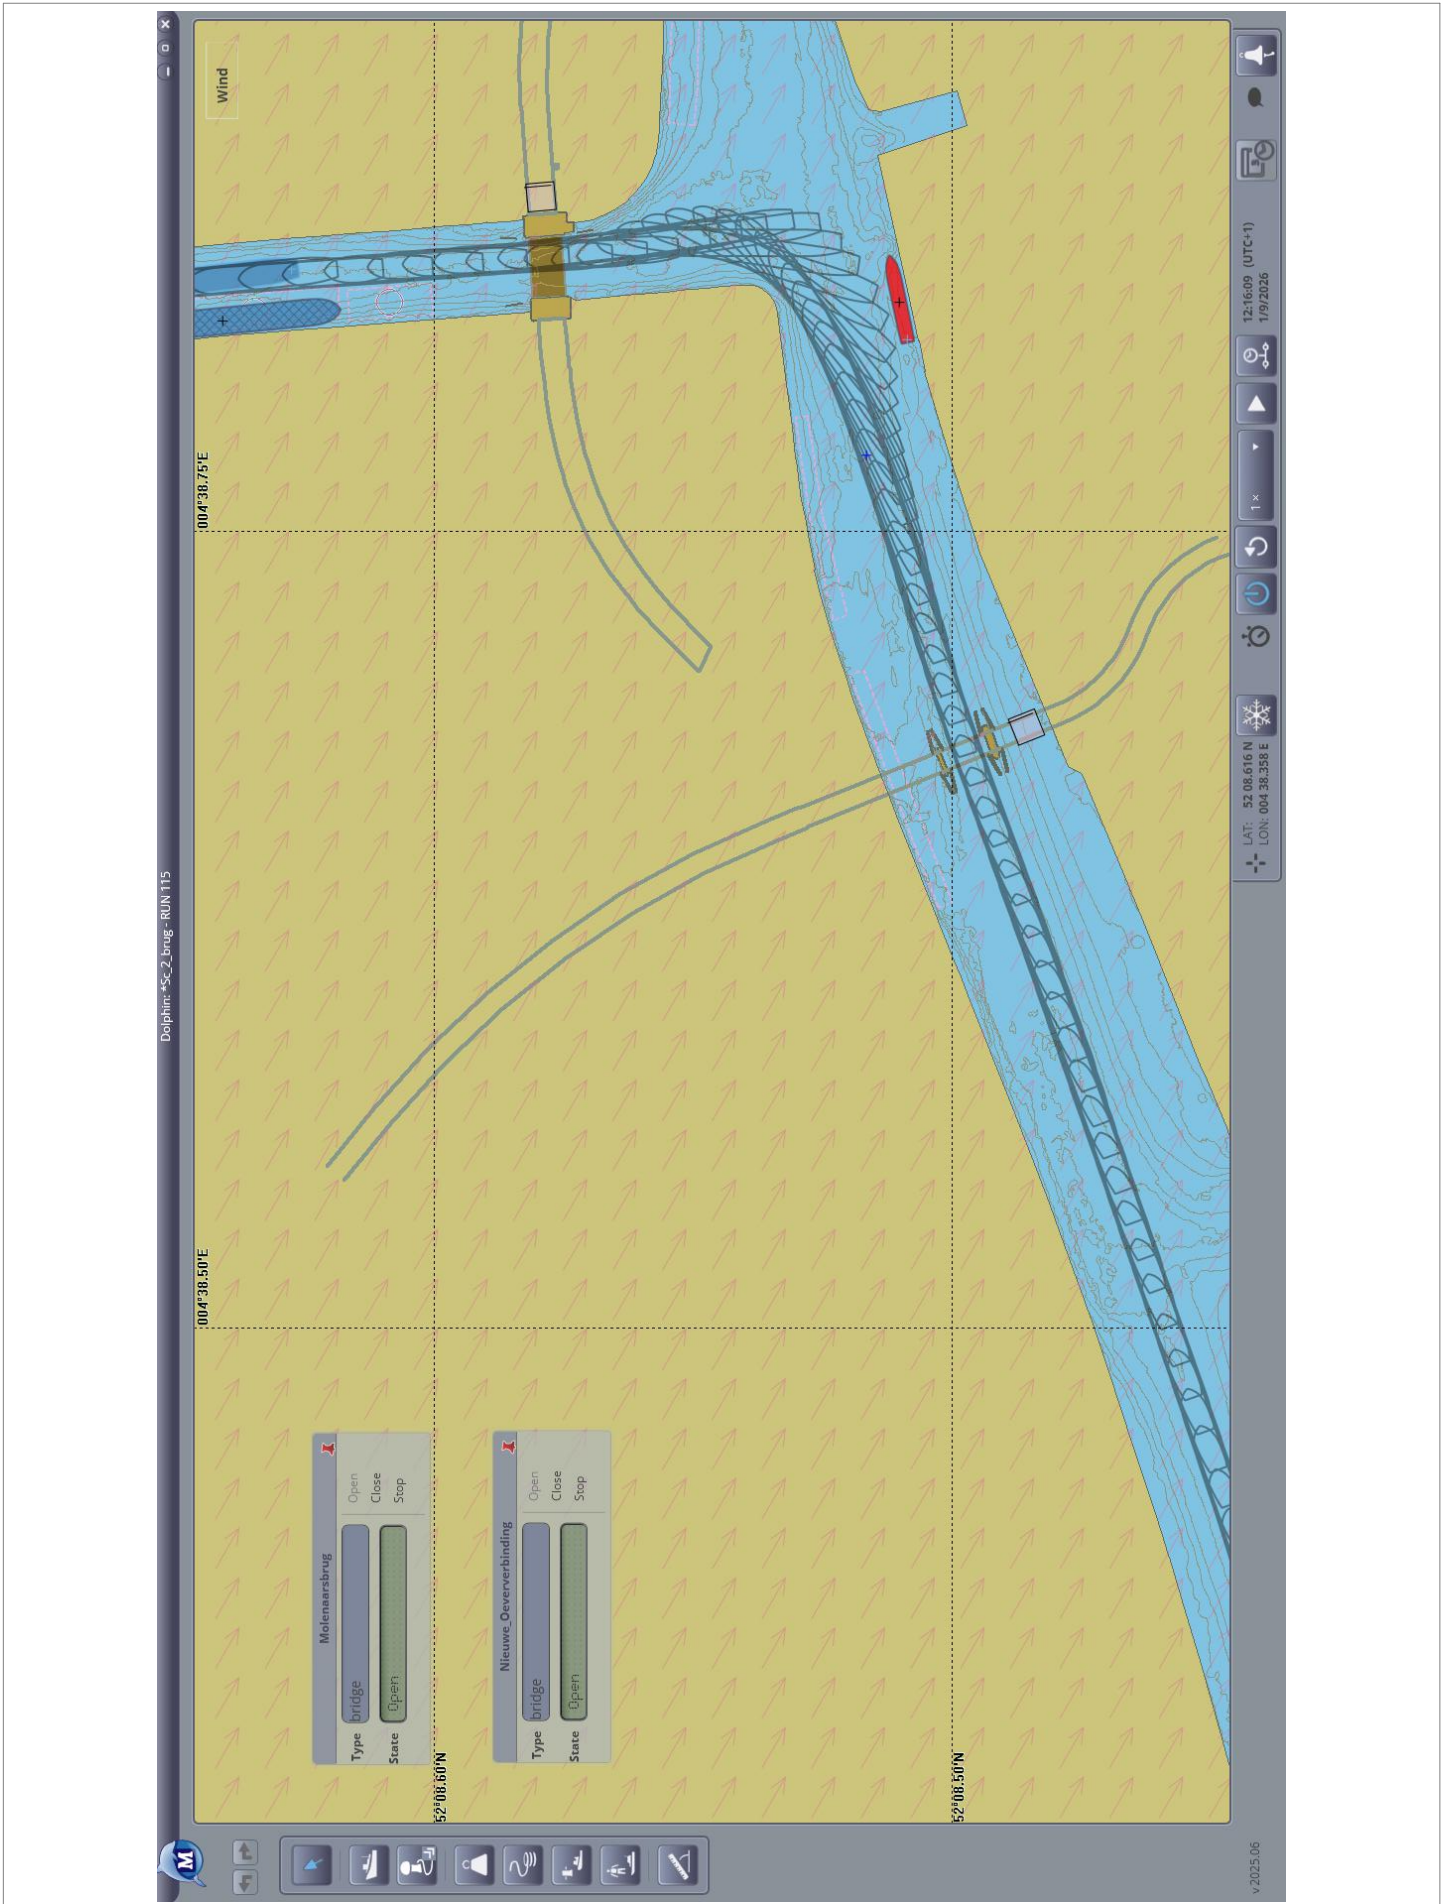 Dolphin: *Sc_2_brug - RUN 115
Wind
004°38.50'E
004°38.75'E
52°08.60'N
52°08.50'N
Molenaarsbrug
Type bridge
State Open
Open
Close
Stop
Nieuwe_Oeververbinding
Type bridge
State Open
Open
Close
Stop
v 2025.06
LAT: 52 08.616 N
LON: 004 38.358 E
1 ×
12:16:09 (UTC+1)
1/9/2026
M